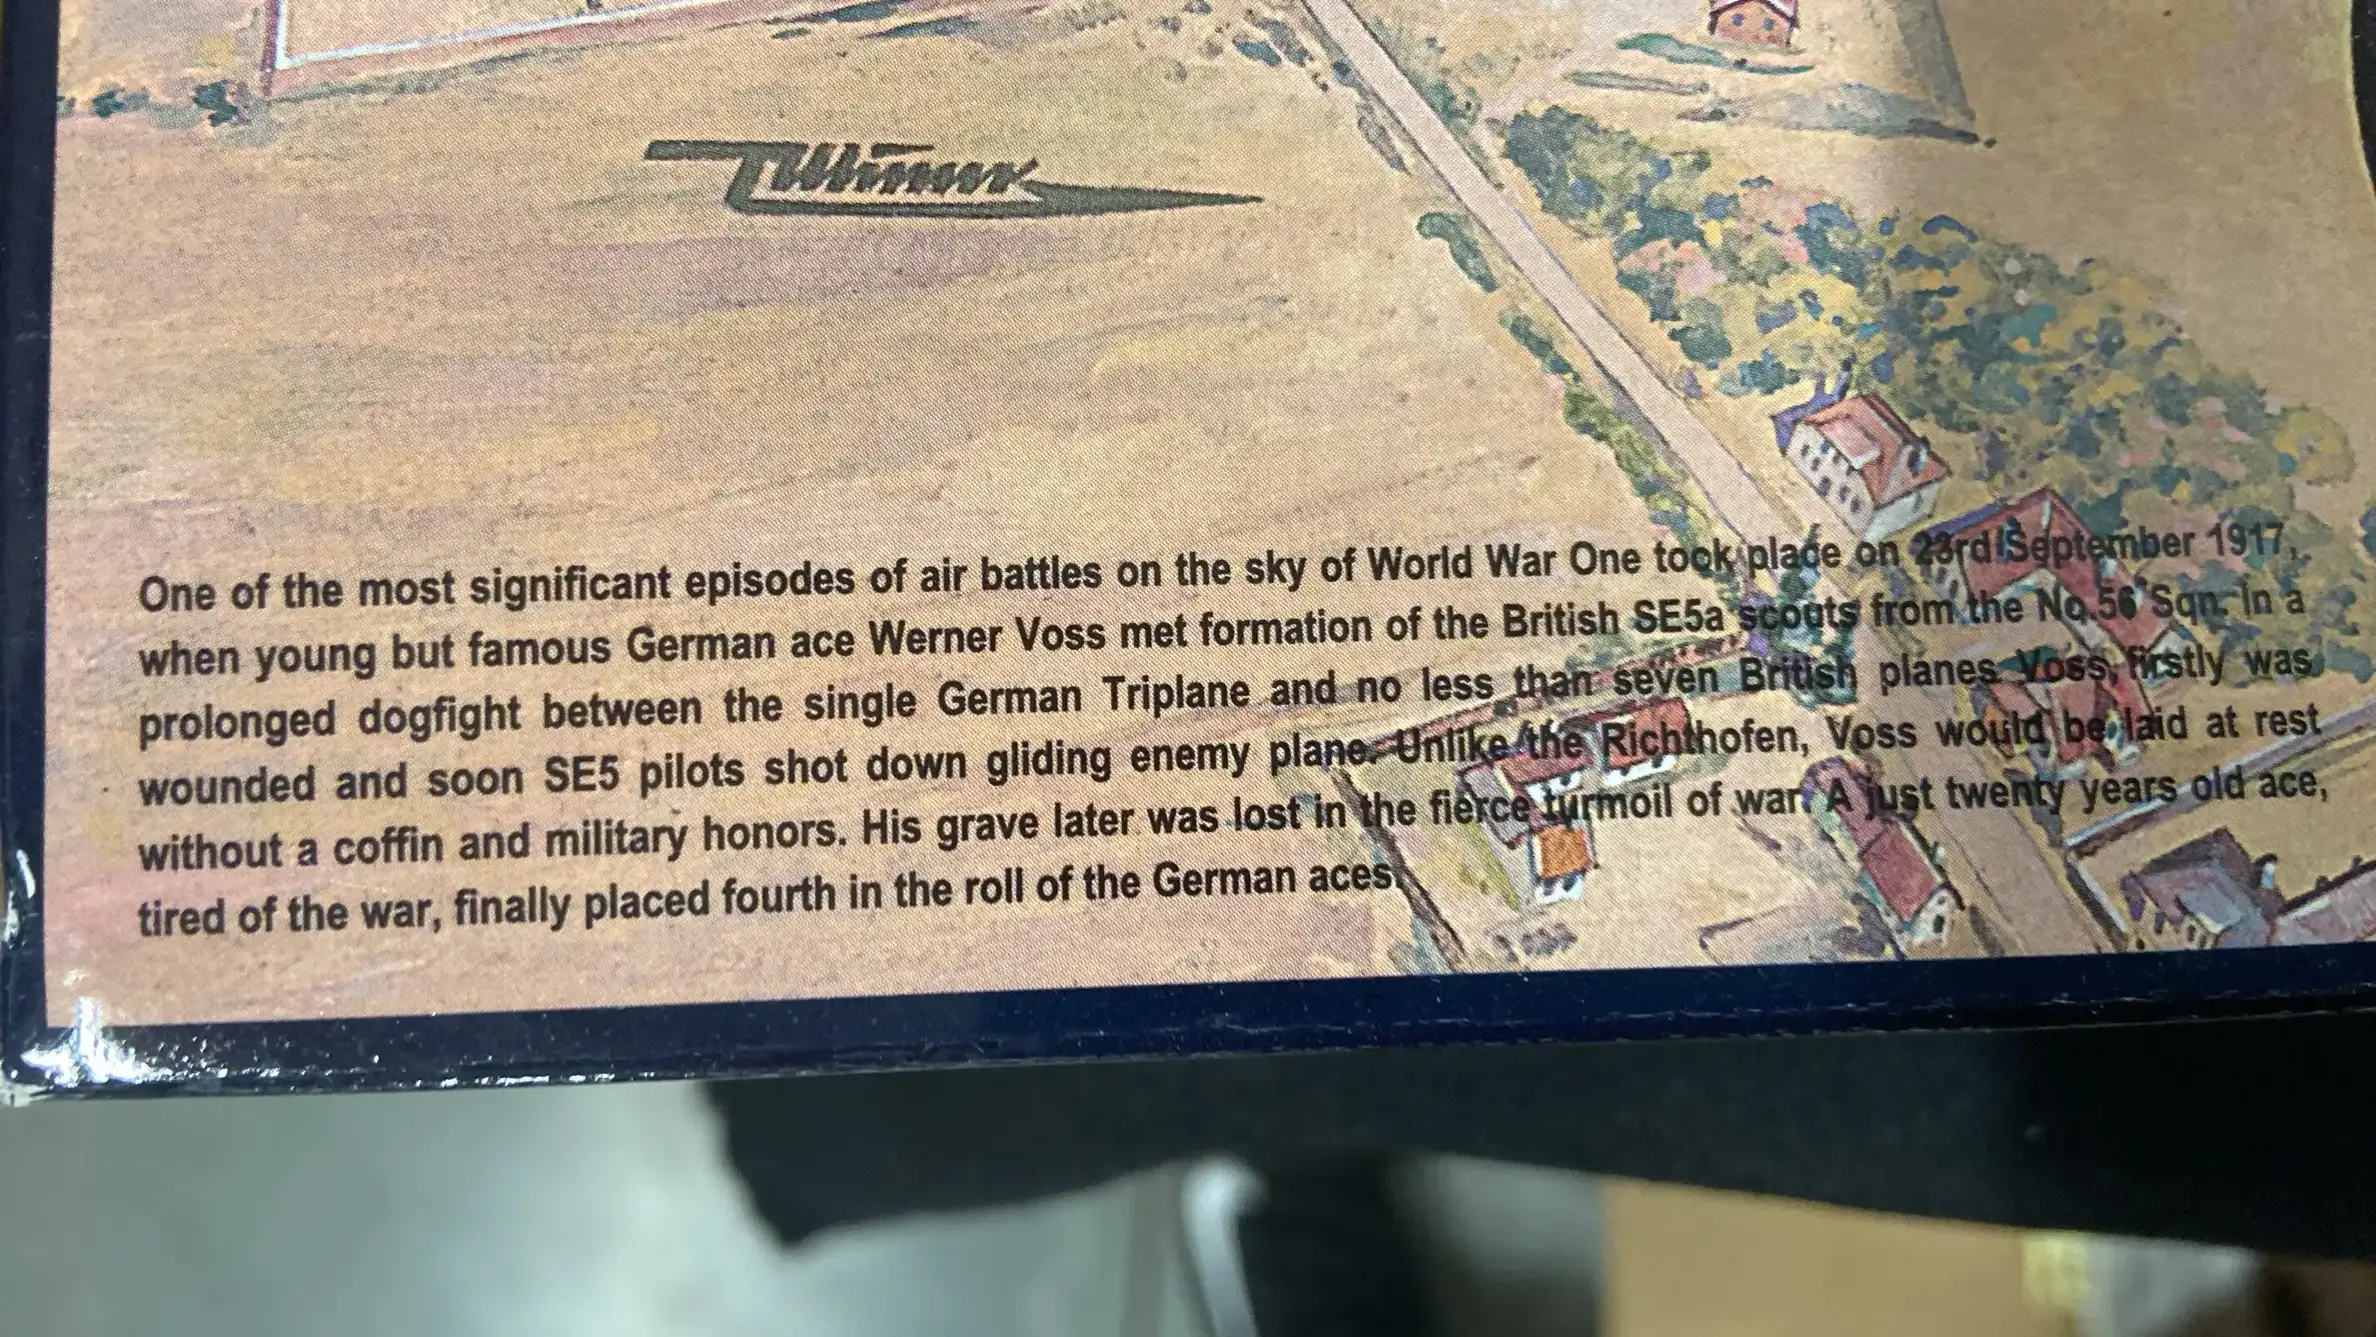 One of the most significant episodes of air battles on the sky of World War One took place on 23rd September 1917,
when young but famous German ace Werner Voss met formation of the British SE5a scouts from the No.56 Sqn. In a
prolonged dogfight between the single German Triplane and no less than seven British planes Voss, firstly was
wounded and soon SE5 pilots shot down gliding enemy plane. Unlike the Richthofen, Voss would be laid at rest
without a coffin and military honors. His grave later was lost in the fierce turmoil of war. A just twenty years old ace,
tired of the war, finally placed fourth in the roll of the German aces.